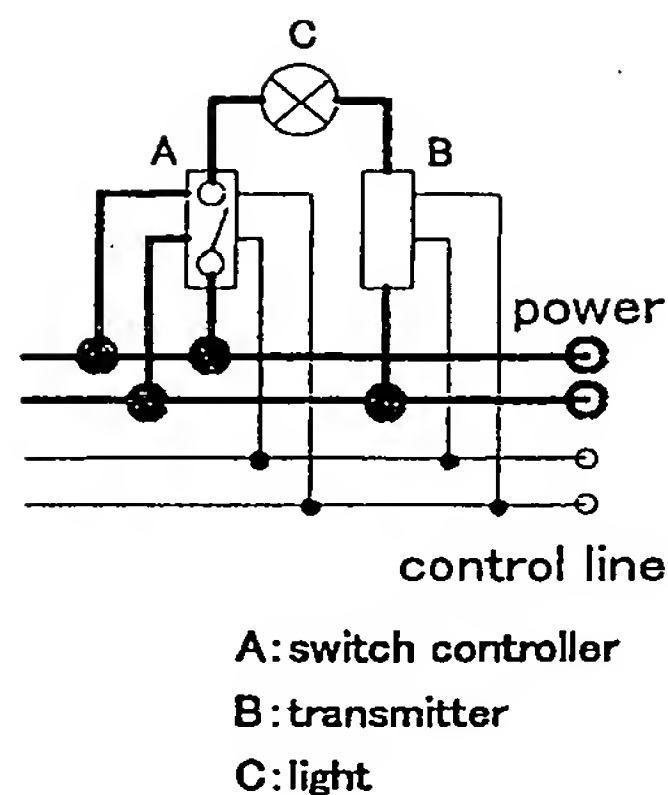 C
A
B
power
control line
A:switch controller
B:transmitter
C:light